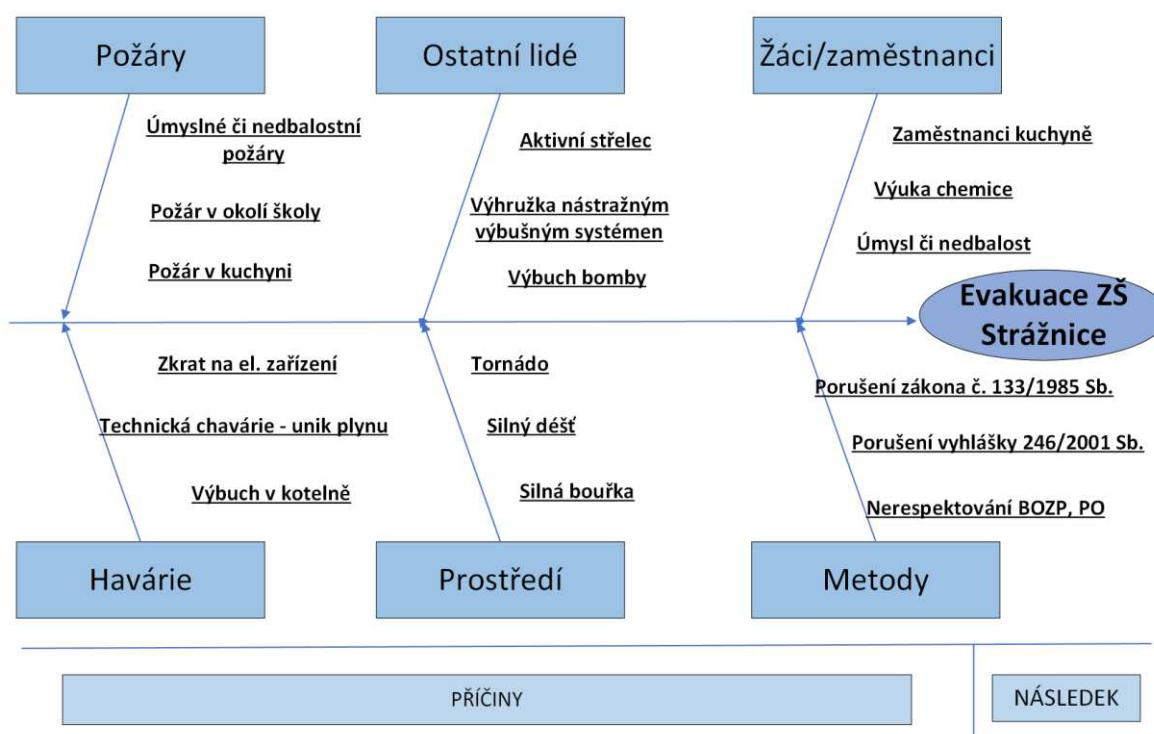 Požáry
Ostatní lidé
Žáci/zaměstnanci
Úmyslné či nedbalostní
požáry
Požár v okolí školy
Požár v kuchyni
Aktivní střelec
Výhružka nástražným
výbušným systémen
Výbuch bomby
Zaměstnanci kuchyně
Výuka chemice
Úmysl či nedbalost
Evakuace ZŠ
Strážnice
Zkrat na el. zařízení
Technická chavárie - unik plynu
Výbuch v kotelně
Tornádo
Silný déšť
Silná bouřka
Porušení zákona č. 133/1985 Sb.
Porušení vyhlášky 246/2001 Sb.
Nerespektování BOZP, PO
Havárie
Prostředí
Metody
PŘÍČINY
NÁSLEDEK